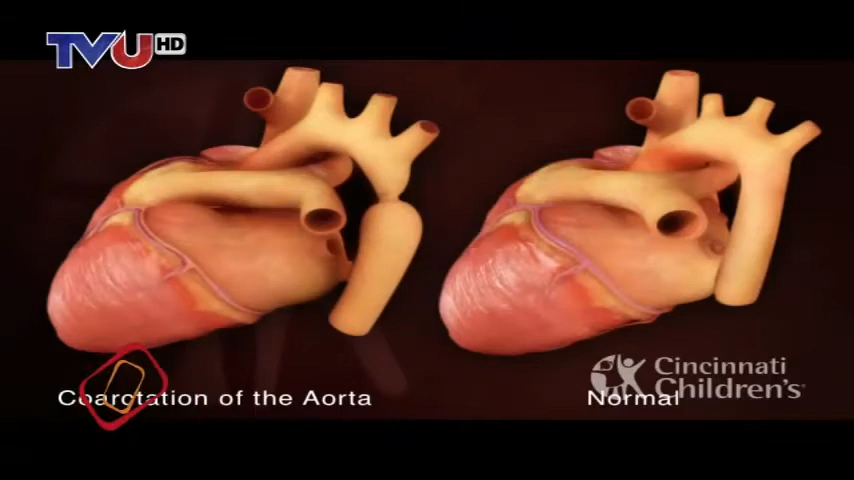 TVU HD
Coarctation of the Aorta
Normal
Cincinnati
Children's